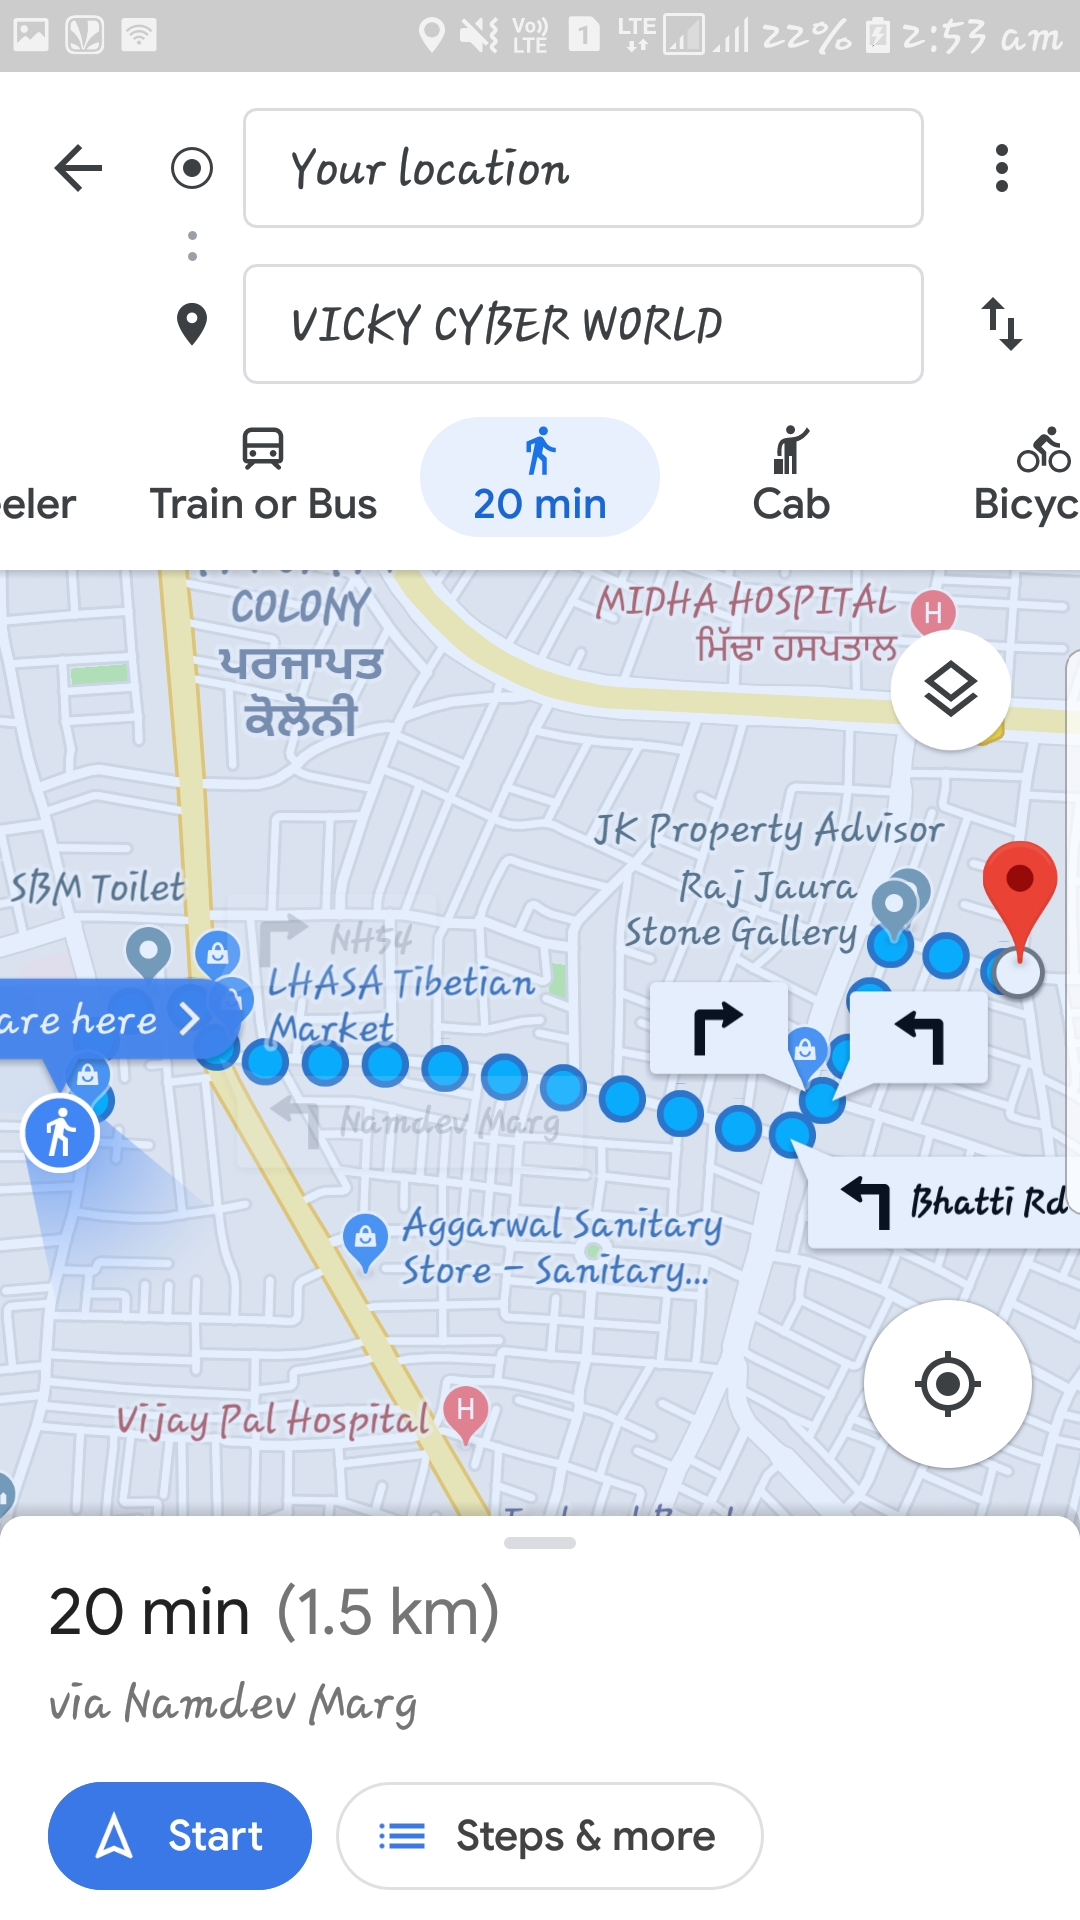 Vo)) LTE 1 LTE 22% 2:53 am
Your location
VICKY CYBER WORLD
eeler Train or Bus 20 min Cab Bicyc
COLONY
ਪਰਜਾਪਤ
ਕੋਲੋਨੀ
MIDHA HOSPITAL H
ਮਿੱਢਾ ਹਸਪਤਾਲ
JK Property Advisor
SBM Toilet
Raj Jaura
Stone Gallery
NH54
LHASA Tibetian
Market
are here
Namdev Marg
Bhatti Rd
Aggarwal Sanitary
Store - Sanitary...
Vijay Pal Hospital H
20 min (1.5 km)
via Namdev Marg
Start Steps & more